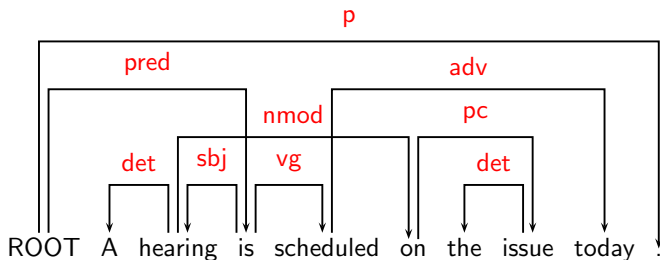 p
pred adv
nmod pc
det sbj vg det
ROOT A hearing is scheduled on the issue today .